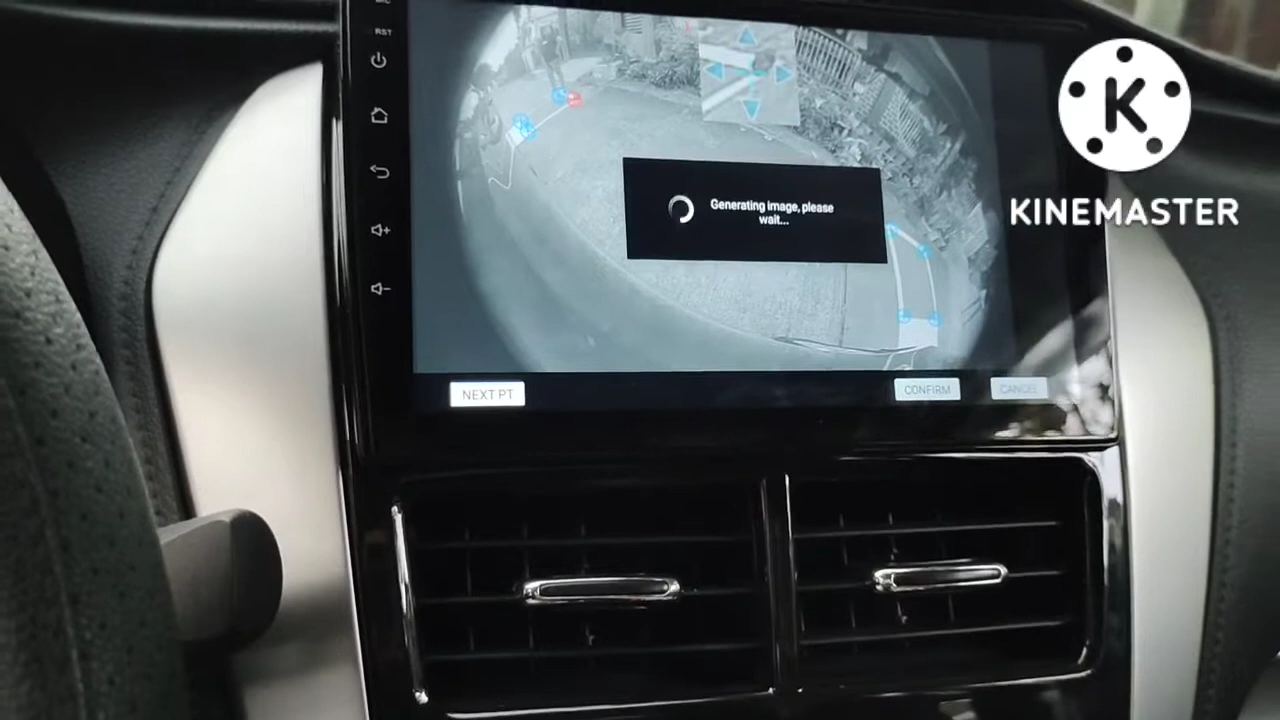 RST
Generating image, please
wait...
NEXT PT
CONFIRM
CANCEL
K
KINEMASTER